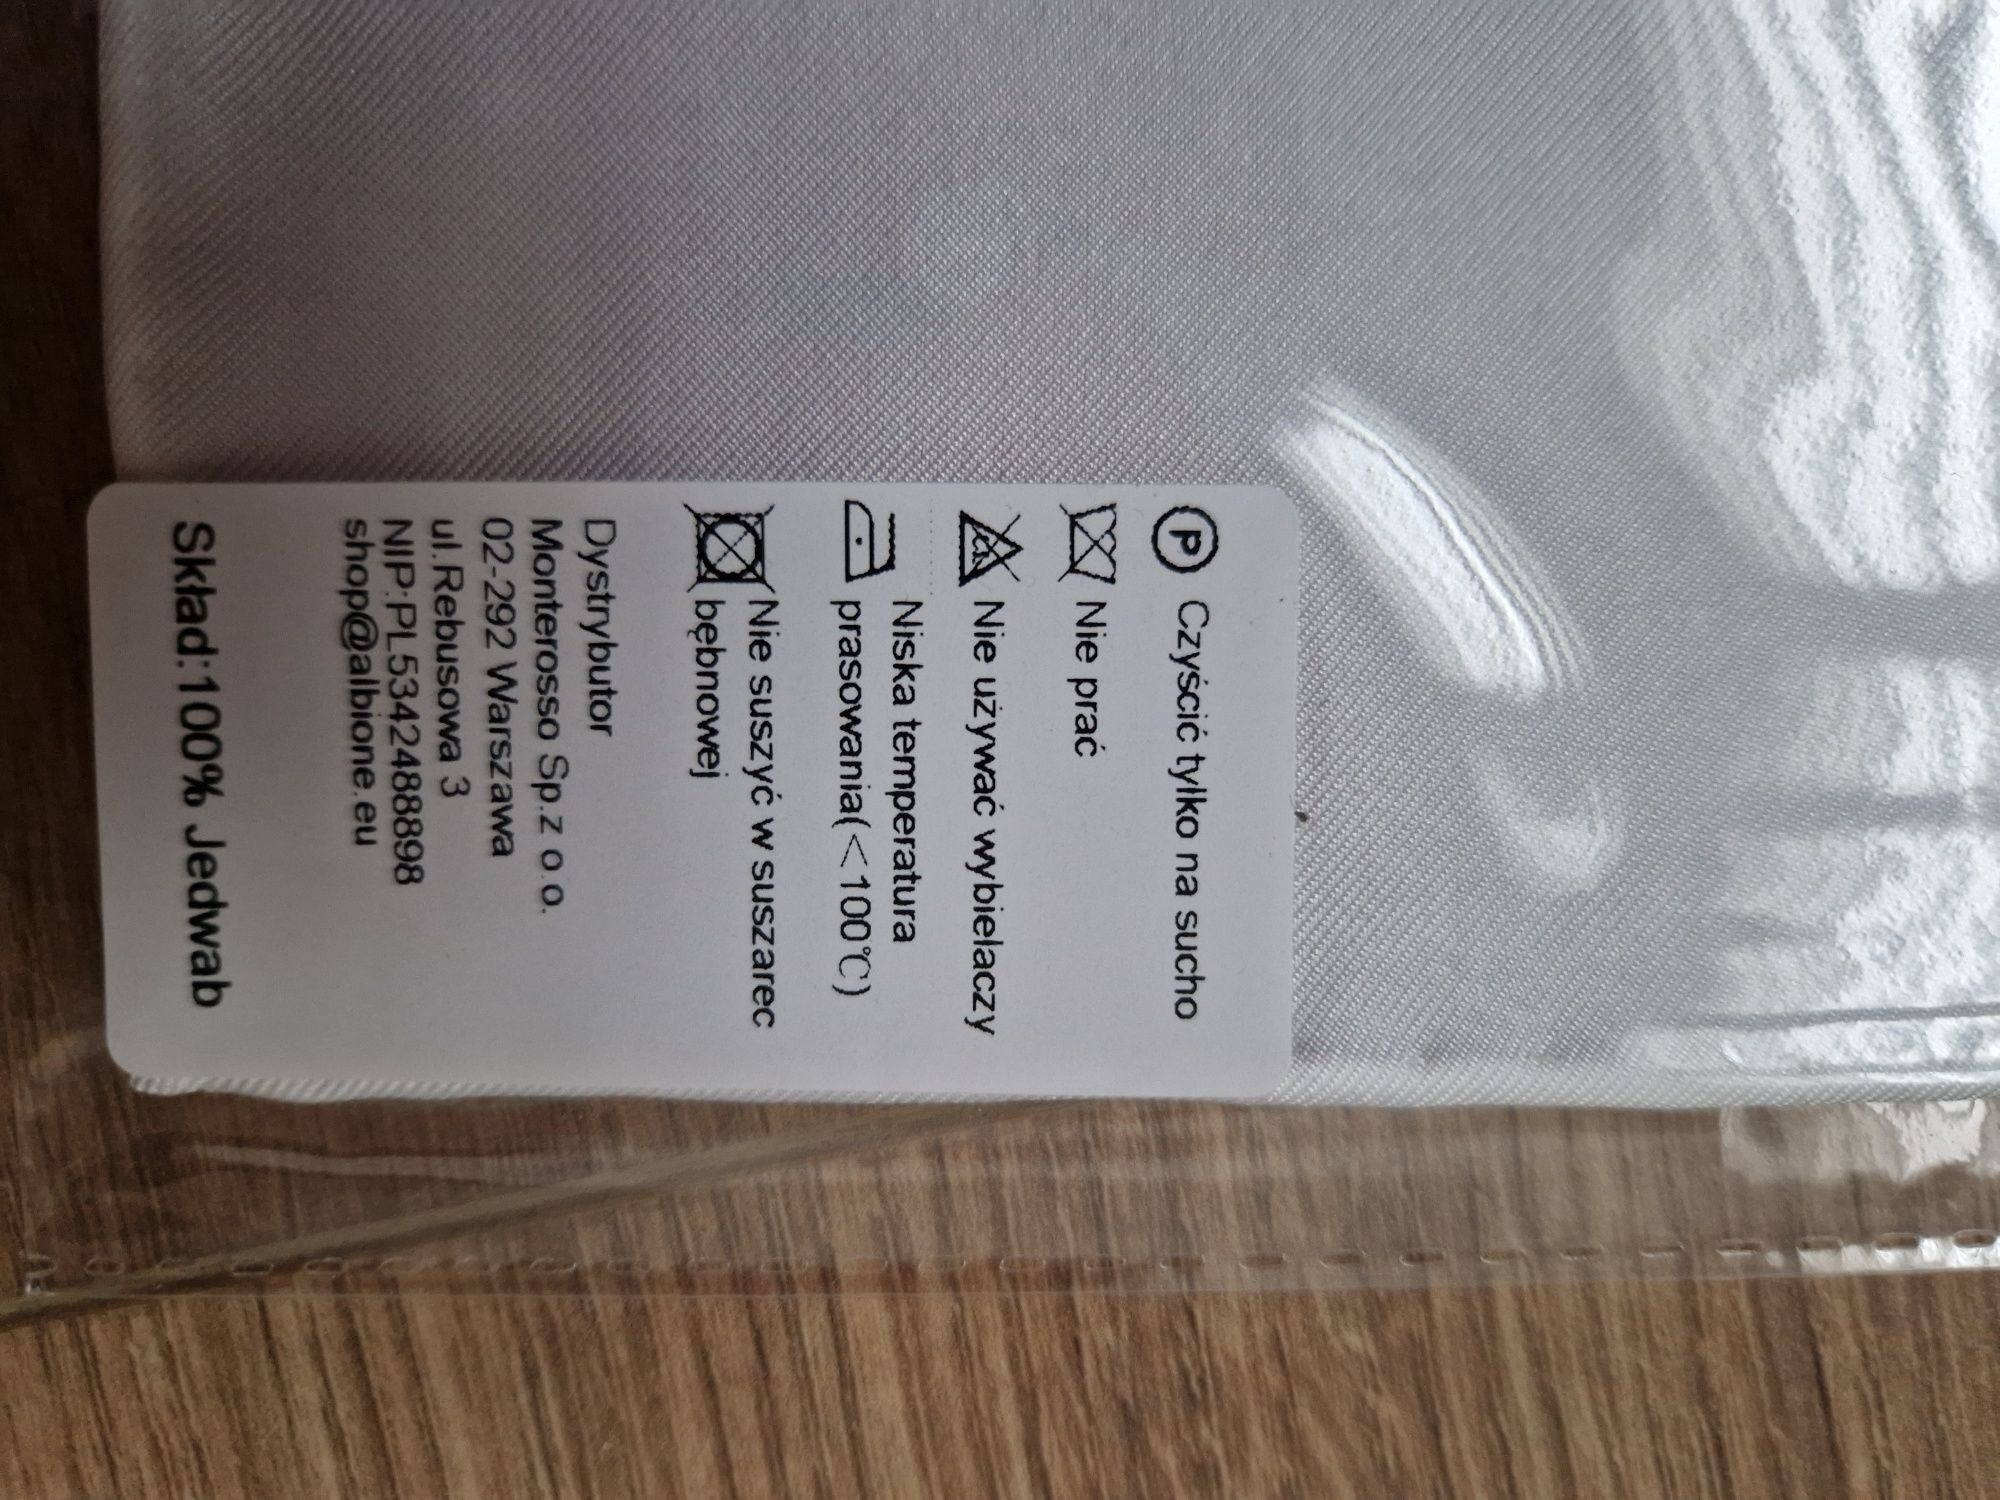 P Czyścić tylko na sucho
Nie prać
Nie używać wybielaczy
Niska temperatura
prasowania(<100℃)
Nie suszyć w suszarec
bębnowej
Dystrybutor
Monterosso Sp.z o.o.
02-292 Warszawa
ul.Rebusowa 3
NIP:PL5342488898
shop@albione.eu
Skład:100% Jedwab